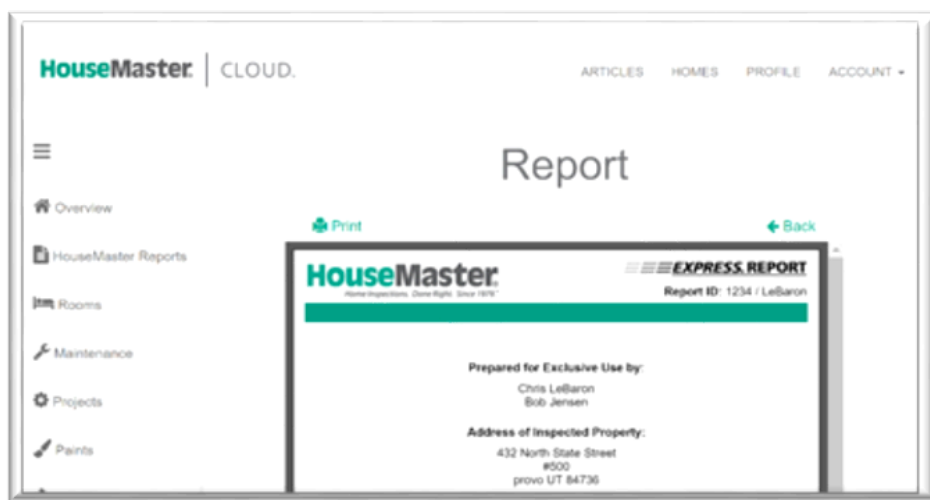 HouseMaster. CLOUD.
ARTICLES HOMES PROFILE ACCOUNT
Report
Overview
HouseMaster Reports
Rooms
Maintenance
Projects
Paints
Print
Back
HouseMaster.
Home Inspections. Done Right. Since 1979.
EXPRESS REPORT
Report ID: 1234 / LeBaron
Prepared for Exclusive Use by:
Chris LeBaron
Bob Jensen
Address of Inspected Property:
432 North State Street
#500
provo UT 84736